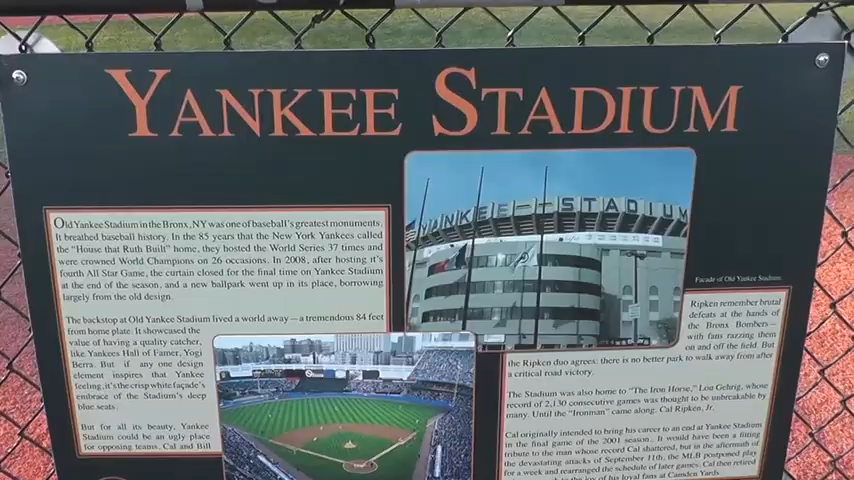 YANKEE STADIUM
Old Yankee Stadium in the Bronx, NY was one of baseball's greatest monuments.
It breathed baseball history. In the 85 years that the New York Yankees called
the "House that Ruth Built" home, they hosted the World Series 37 times and
were crowned World Champions on 26 occasions. In 2008, after hosting it's
fourth All Star Game, the curtain closed for the final time on Yankee Stadium
at the end of the season, and a new ballpark went up in its place, borrowing
largely from the old design.
The backstop at Old Yankee Stadium lived a world away — a tremendous 84 feet
from home plate. It showcased the
value of having a quality catcher,
like Yankees Hall of Famer, Yogi
Berra. But if any one design
element inspires that Yankee
feeling, it's the crisp white façade's
embrace of the Stadium's deep
blue seats.
But for all its beauty, Yankee
Stadium could be an ugly place
for opposing teams. Cal and Bill
YANKEE STADIUM
Facade of Old Yankee Stadium
Ripken remember brutal
defeats at the hands of
the Bronx Bombers—
with fans razzing them
on and off the field. But
the Ripken duo agrees: there is no better park to walk away from after
a critical road victory.
The Stadium was also home to "The Iron Horse," Lou Gehrig, whose
record of 2,130 consecutive games was thought to be unbreakable by
many. Until the "Ironman" came along. Cal Ripken, Jr.
Cal originally intended to bring his career to an end at Yankee Stadium
in the final game of the 2001 season. It would have been a fitting
tribute to the man whose record Cal shattered, but in the aftermath of
the devastating attacks of September 11th, the MLB postponed play
for a week and rearranged the schedule of later games. Cal then retired
to the joy of his loyal fans at Camden Yards.